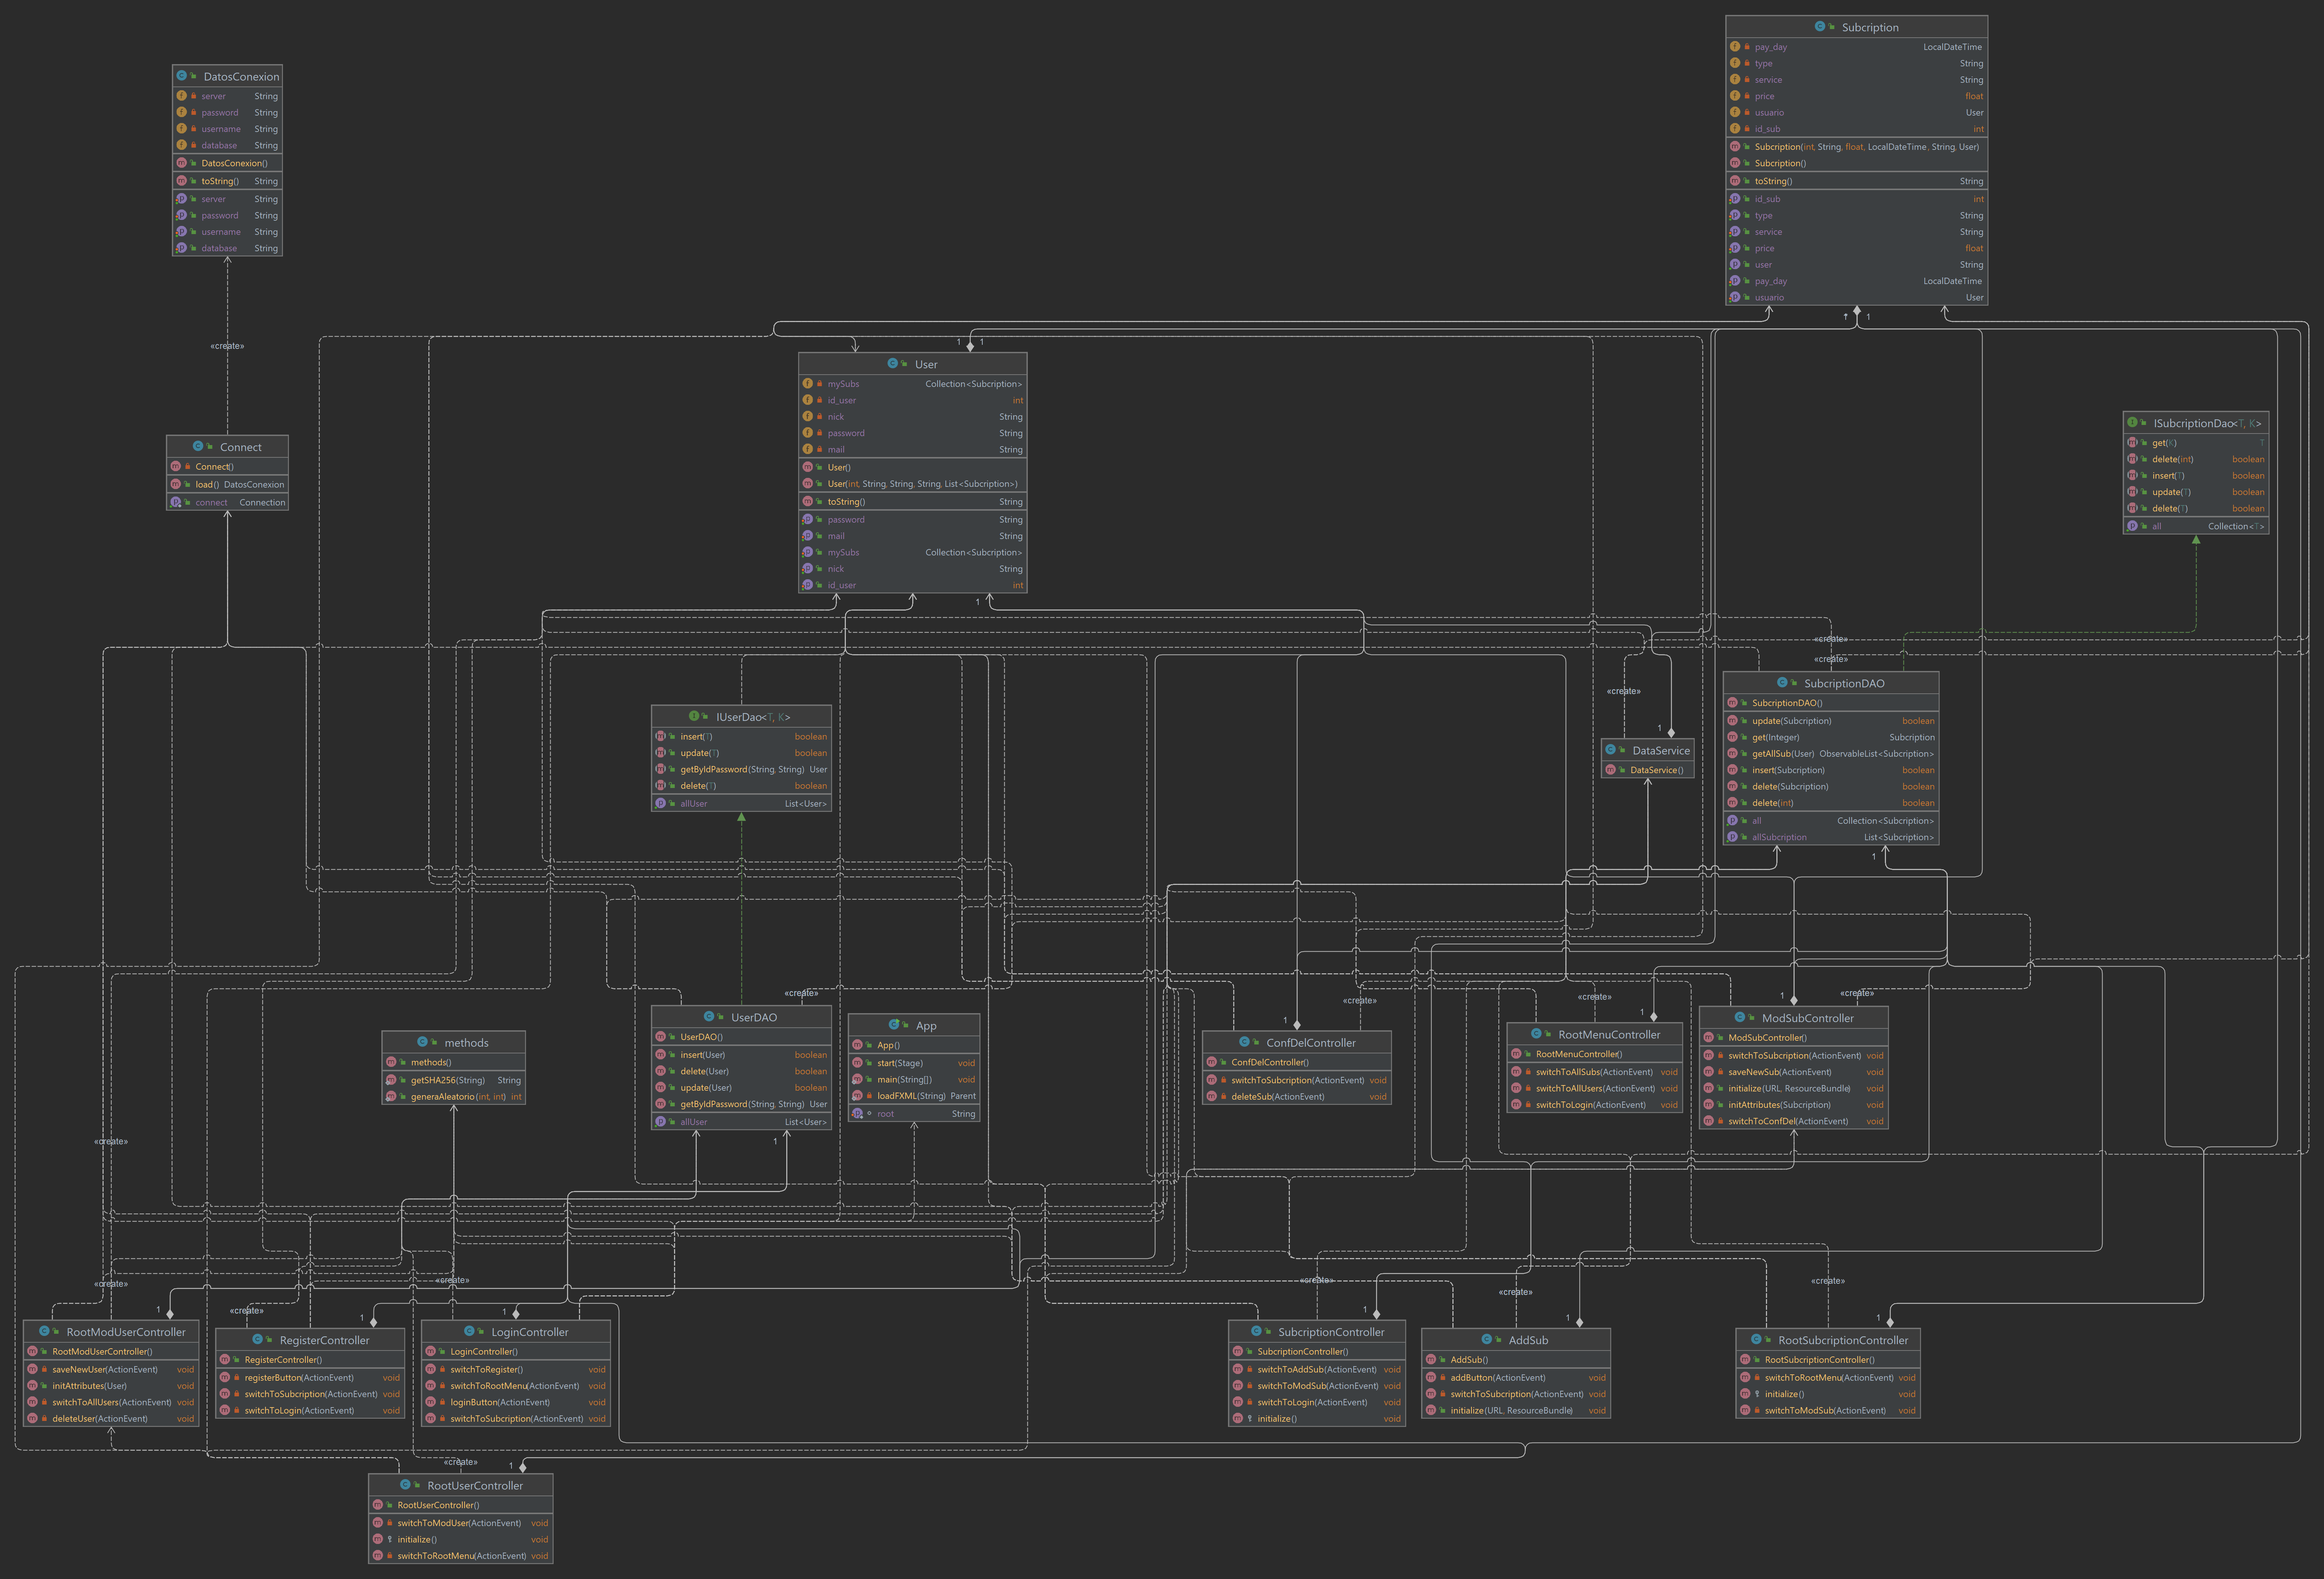 Subcription
pay_day LocalDateTime
type String
service String
price float
usuario User
id_sub int
Subcription(int, String, float, LocalDateTime, String, User)
Subcription()
toString() String
id_sub int
type String
service String
price float
user String
pay_day LocalDateTime
usuario User
1
DatosConexion
server String
password String
username String
database String
DatosConexion()
toString() String
server String
password String
username String
database String
«create»
Connect
Connect()
load() DatosConexion
connect Connection
1
1
User
mySubs Collection<Subcription>
id_user int
nick String
password String
mail String
User()
User(int, String, String, String, List<Subcription>)
toString() String
password String
mail String
mySubs Collection<Subcription>
nick String
id_user int
1
ISubcriptionDao<T, K>
get(K) T
delete(int) boolean
insert(T) boolean
update(T) boolean
delete(T) boolean
all Collection<T>
«create»
«create»
«create»
1
IUserDao<T, K>
insert(T) boolean
update(T) boolean
getByIdPassword(String, String) User
delete(T) boolean
allUser List<User>
DataService
DataService()
SubcriptionDAO
SubcriptionDAO()
update(Subcription) boolean
get(Integer) Subcription
getAllSub(User) ObservableList<Subcription>
insert(Subcription) boolean
delete(Subcription) boolean
delete(int) boolean
all Collection<Subcription>
allSubcription List<Subcription>
1
«create»
«create»
«create»
«create»
1
1
1
methods
methods()
getSHA256(String) String
generaAleatorio(int, int) int
UserDAO
UserDAO()
insert(User) boolean
delete(User) boolean
update(User) boolean
getByIdPassword(String, String) User
allUser List<User>
1
App
App()
start(Stage) void
main(String[]) void
loadFXML(String) Parent
root String
ConfDelController
ConfDelController()
switchToSubcription(ActionEvent) void
deleteSub(ActionEvent) void
RootMenuController
RootMenuController()
switchToAllSubs(ActionEvent) void
switchToAllUsers(ActionEvent) void
switchToLogin(ActionEvent) void
ModSubController
ModSubController()
switchToSubcription(ActionEvent) void
saveNewSub(ActionEvent) void
initialize(URL, ResourceBundle) void
initAttributes(Subcription) void
switchToConfDel(ActionEvent) void
«create»
«create»
«create»
«create»
«create»
«create»
«create»
1
1
1
1
1
1
RootModUserController
RootModUserController()
saveNewUser(ActionEvent) void
initAttributes(User) void
switchToAllUsers(ActionEvent) void
deleteUser(ActionEvent) void
RegisterController
RegisterController()
registerButton(ActionEvent) void
switchToSubcription(ActionEvent) void
switchToLogin(ActionEvent) void
LoginController
LoginController()
switchToRegister() void
switchToRootMenu(ActionEvent) void
loginButton(ActionEvent) void
switchToSubcription(ActionEvent) void
SubcriptionController
SubcriptionController()
switchToAddSub(ActionEvent) void
switchToModSub(ActionEvent) void
switchToLogin(ActionEvent) void
initialize() void
AddSub
AddSub()
addButton(ActionEvent) void
switchToSubcription(ActionEvent) void
initialize(URL, ResourceBundle) void
RootSubcriptionController
RootSubcriptionController()
switchToRootMenu(ActionEvent) void
initialize() void
switchToModSub(ActionEvent) void
«create»
1
RootUserController
RootUserController()
switchToModUser(ActionEvent) void
initialize() void
switchToRootMenu(ActionEvent) void